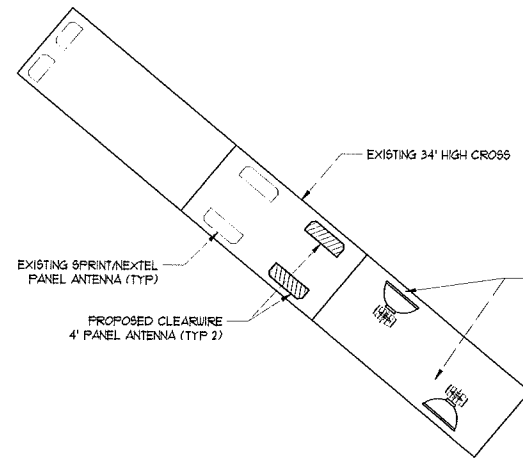 EXISTING 34' HIGH CROSS
EXISTING SPRINT/NEXTEL
PANEL ANTENNA (TYP)
PROPOSED CLEARWIRE
4' PANEL ANTENNA (TYP 2)